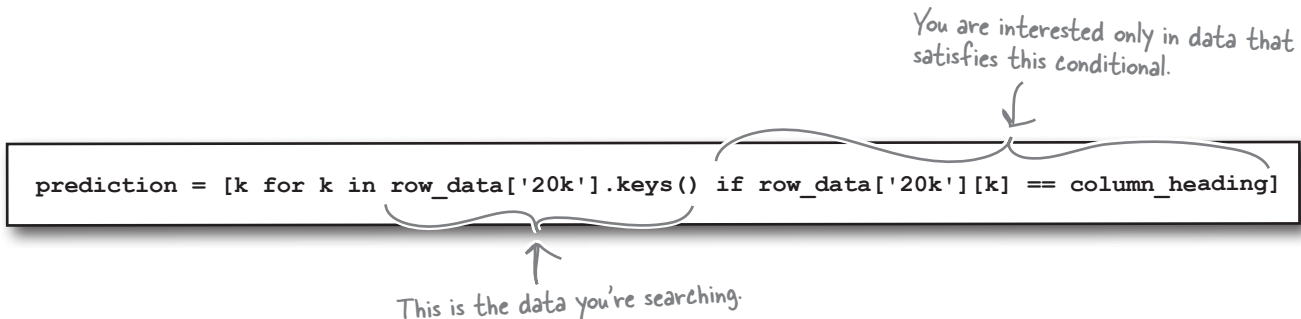 You are interested only in data that
satisfies this conditional.
prediction = [k for k in row_data['20k'].keys() if row_data['20k'][k] == column_heading]
This is the data you're searching.